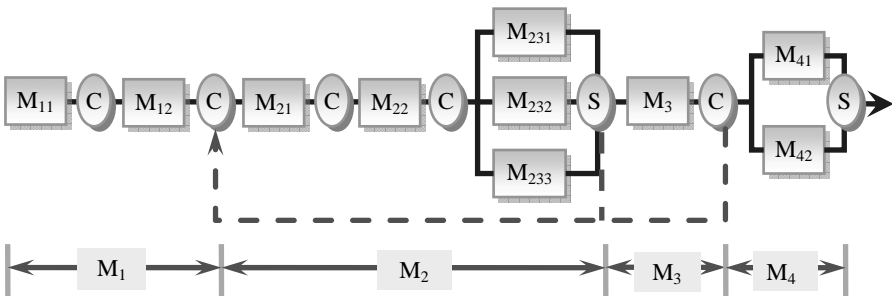 M₂₃₁
M₄₁
M₁₁ C M₁₂ C M₂₁ C M₂₂ C M₂₃₂ S M₃ C S
M₄₂
M₂₃₃
M₁ M₂ M₃ M₄